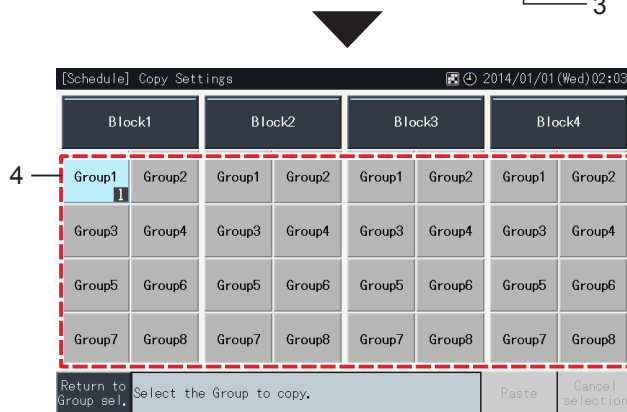 3
[Schedule] Copy Settings 2014/01/01(Wed)02:03
Block1 Block2 Block3 Block4
4
Group1 Group2 Group1 Group2 Group1 Group2 Group1 Group2
1
Group3 Group4 Group3 Group4 Group3 Group4 Group3 Group4
Group5 Group6 Group5 Group6 Group5 Group6 Group5 Group6
Group7 Group8 Group7 Group8 Group7 Group8 Group7 Group8
Return to
Group sel. Select the Group to copy. Paste Cancel
selection